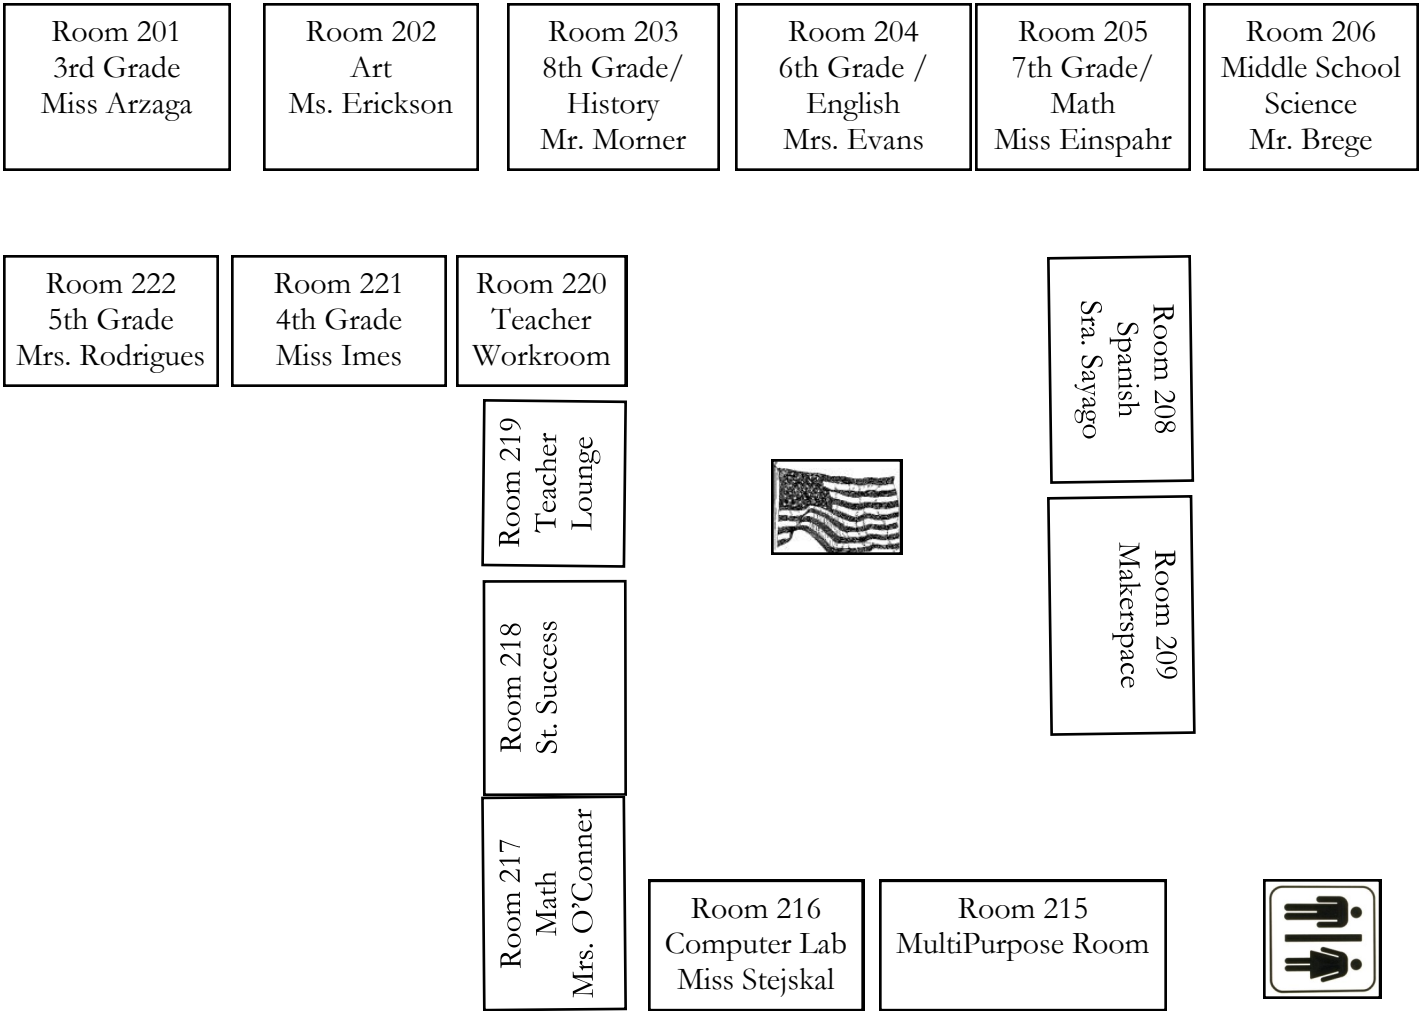 Room 201
3rd Grade
Miss Arzaga
Room 202
Art
Ms. Erickson
Room 203
8th Grade/
History
Mr. Morner
Room 204
6th Grade /
English
Mrs. Evans
Room 205
7th Grade/
Math
Miss Einspahr
Room 206
Middle School
Science
Mr. Brege
Room 222
5th Grade
Mrs. Rodrigues
Room 221
4th Grade
Miss Imes
Room 220
Teacher
Workroom
Room 208
Spanish
Sra. Sayago
Room 219
Teacher
Lounge
Room 209
Makerspace
Room 218
St. Success
Room 217
Math
Mrs. O’Conner
Room 216
Computer Lab
Miss Stejskal
Room 215
MultiPurpose Room